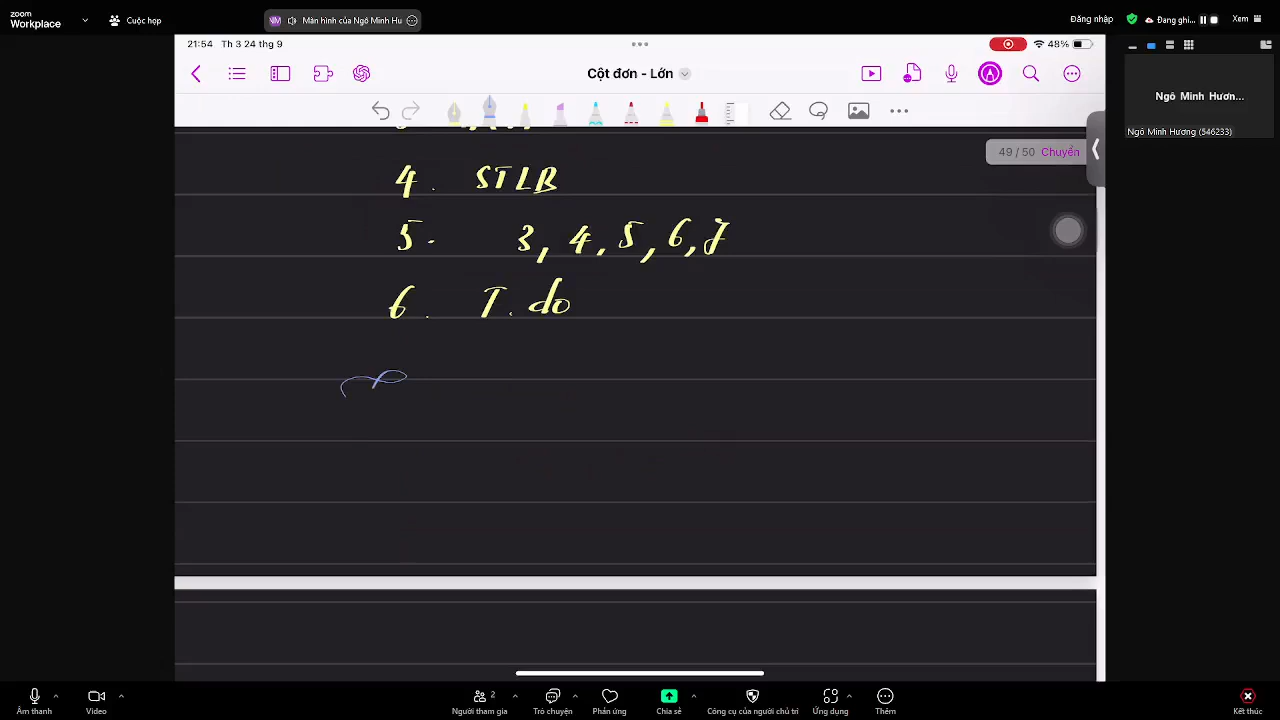 zoom
Workplace
Cuộc họp
NM Màn hình của Ngô Minh Hu
Đăng nhập
Đang ghi...
Xem
21:54 Th 3 24 thg 9
48%
Cột đơn - Lớn
49 / 50 Chuyển
4. STLB
5. 3, 4, 5, 6, 7
6. T. do
Ngô Minh Hươn...
Ngô Minh Hương (546233)
Âm thanh
Video
2
Người tham gia
Trò chuyện
Phản ứng
Chia sẻ
Công cụ của người chủ trì
Ứng dụng
Thêm
Kết thúc